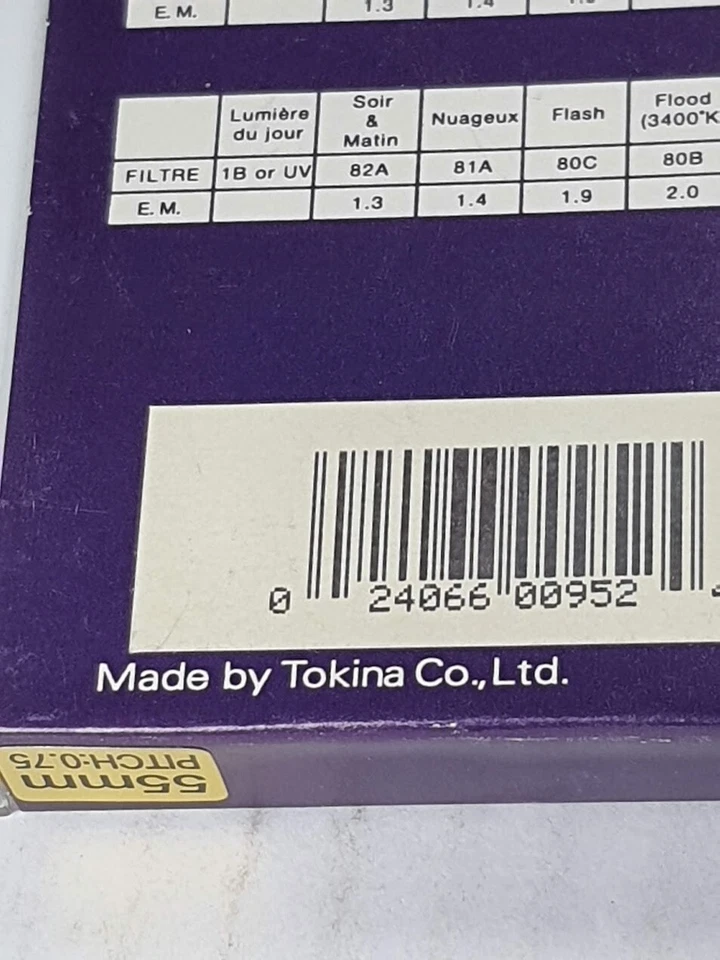 E.M. 1.3 1.4
Lumière du jour Soir & Matin Nuageux Flash Flood (3400°K
FILTRE 1B or UV 82A 81A 80C 80B
E.M. 1.3 1.4 1.9 2.0
0 24066 00952
Made by Tokina Co.,Ltd.
55mm
PITCH:0.75